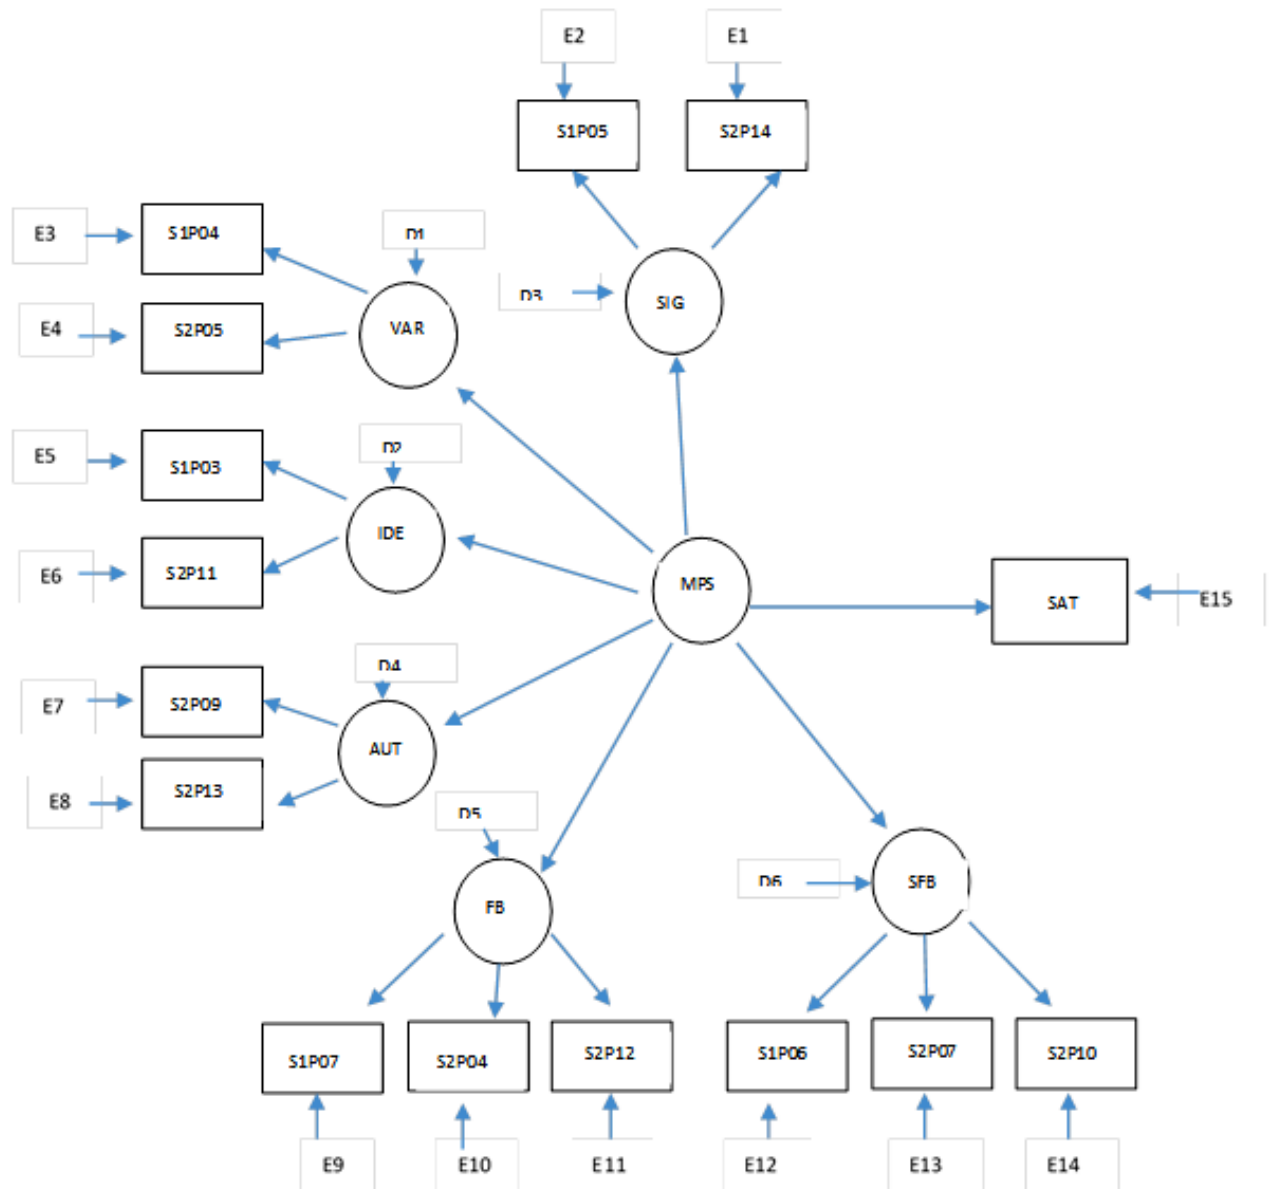 E2
E1
S1P05
S2P14
E3
S1P04
D1
E4
S2P05
VAR
D3
SIG
E5
S1P03
D2
IDE
E6
S2P11
MPS
SAT
E15
D4
E7
S2P09
AUT
E8
S2P13
D5
D6
SFB
FB
S1P07
S2P04
S2P12
S1P06
S2P07
S2P10
E9
E10
E11
E12
E13
E14